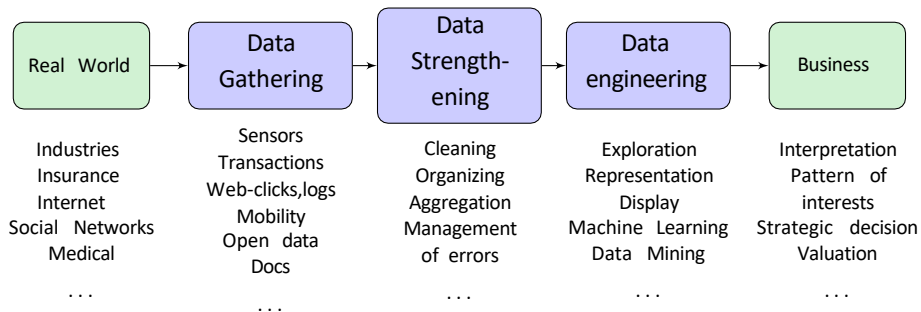 Real World
Data
Gathering
Data
Strength-
ening
Data
engineering
Business
Industries
Insurance
Internet
Social Networks
Medical
...
Sensors
Transactions
Web-clicks,logs
Mobility
Open data
Docs
...
Cleaning
Organizing
Aggregation
Management
of errors
...
Exploration
Representation
Display
Machine Learning
Data Mining
...
Interpretation
Pattern of
interests
Strategic decision
Valuation
...